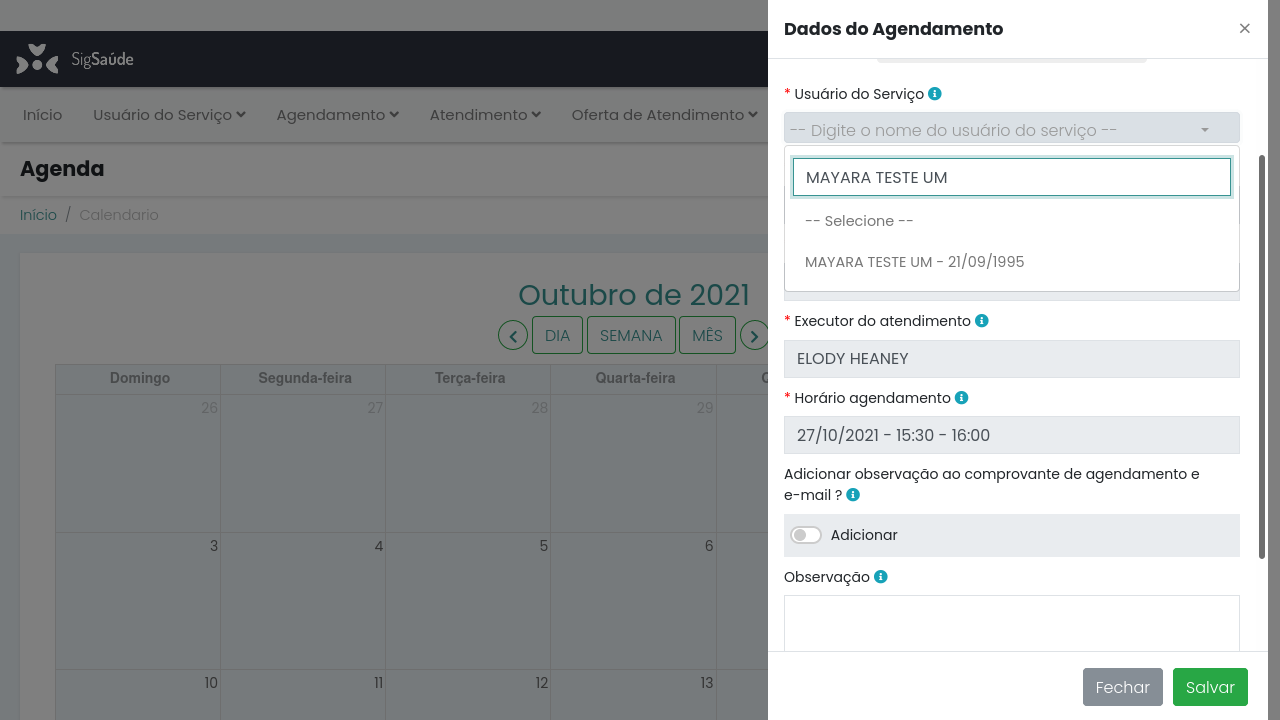 Dados do Agendamento
×
SigSaúde
* Usuário do Serviço
Início
Usuário do Serviço
Agendamento
Atendimento
Oferta de Atendimento
-- Digite o nome do usuário do serviço --
Agenda
MAYARA TESTE UM
Início / Calendario
-- Selecione --
MAYARA TESTE UM - 21/09/1995
Outubro de 2021
* Executor do atendimento
DIA
SEMANA
MÊS
ELODY HEANEY
Domingo
Segunda-feira
Terça-feira
Quarta-feira
* Horário agendamento
26
27
28
29
27/10/2021 - 15:30 - 16:00
Adicionar observação ao comprovante de agendamento e
e-mail ?
Adicionar
3
4
5
6
Observação
10
11
12
13
Fechar
Salvar